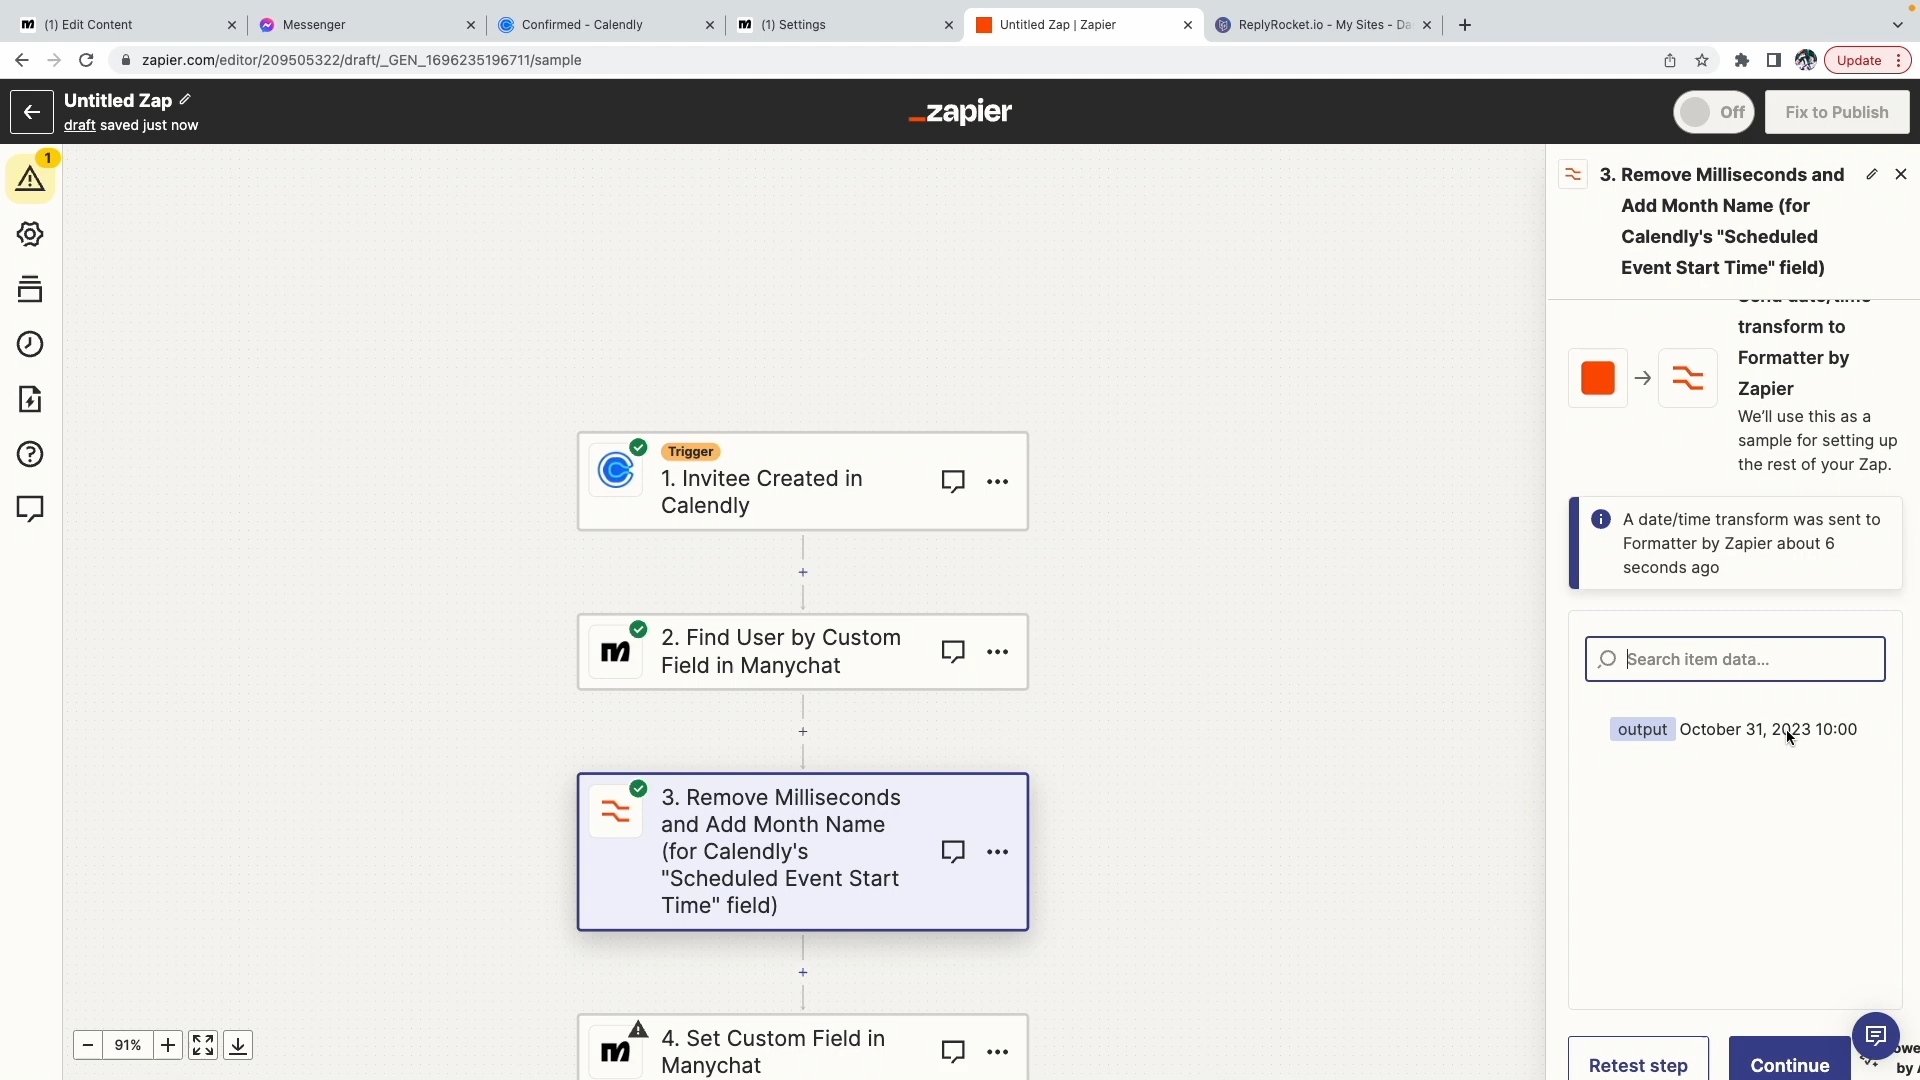 (1) Edit Content
Messenger
Confirmed - Calendly
(1) Settings
Untitled Zap | Zapier
ReplyRocket.io - My Sites - Da
zapier.com/editor/209505322/draft/_GEN_1696235196711/sample
Update
Untitled Zap
draft saved just now
zapier
Off
Fix to Publish
1
3. Remove Milliseconds and
Add Month Name (for
Calendly's "Scheduled
Event Start Time" field)
Send date/time
transform to
Formatter by
Zapier
We'll use this as a
sample for setting up
the rest of your Zap.
A date/time transform was sent to
Formatter by Zapier about 6
seconds ago
Search item data...
output October 31, 2023 10:00
Retest step
Continue
Trigger
1. Invitee Created in
Calendly
2. Find User by Custom
Field in Manychat
3. Remove Milliseconds
and Add Month Name
(for Calendly's
"Scheduled Event Start
Time" field)
4. Set Custom Field in
Manychat
91%